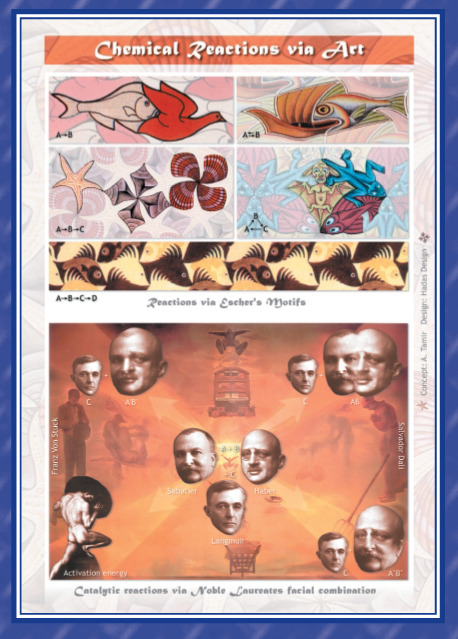 Chemical Reactions via Art
A→B
A⇆B
A→B→C
B
A C
A→B→C→D
Reactions via Escher's Motifs
Concept: A. Tamir Design: Hadas Design
C
A'B'
C
AB
Franz Von Stuck
Salvador Dali
A + B
C
Sabatier
Haber
Langmuir
Activation energy
C
A"B"
Catalytic reactions via Noble Laureates facial combination